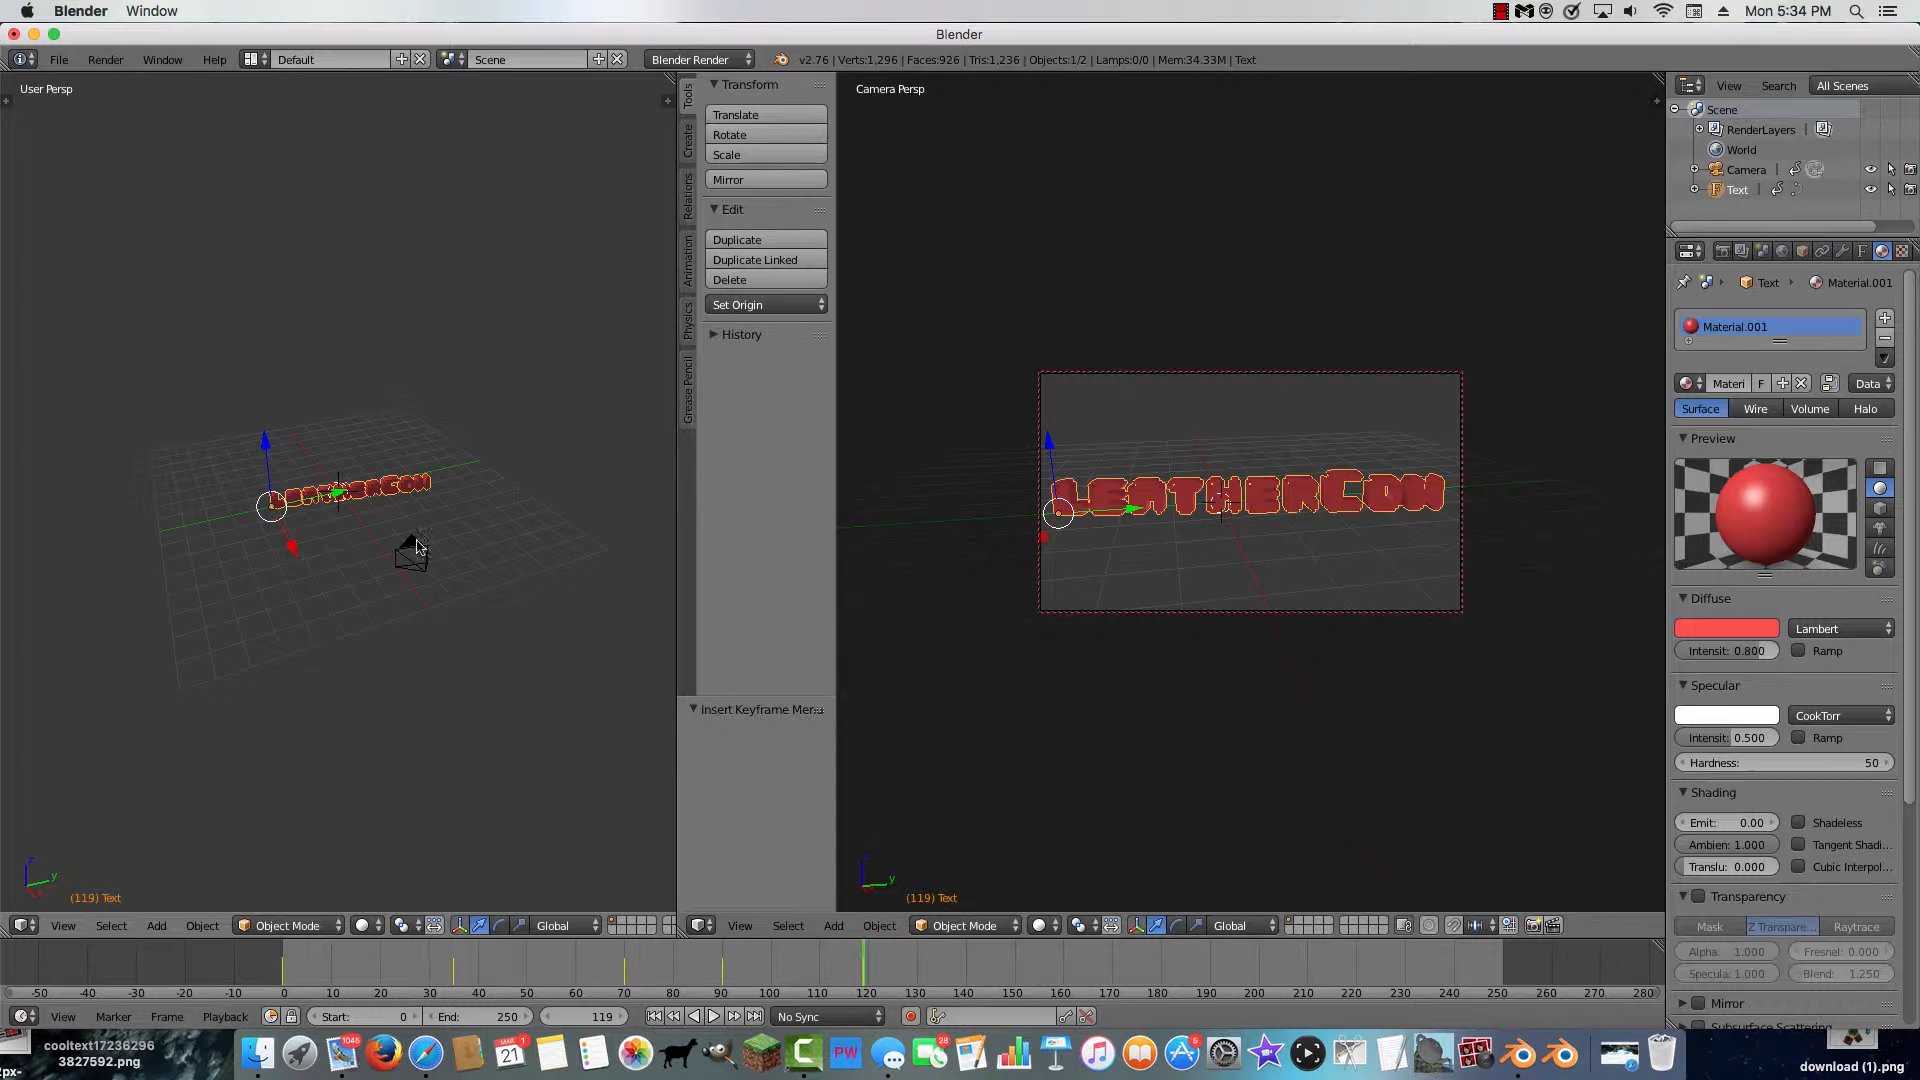 Blender Window Mon 5:34 PM
Blender
File Render Window Help Default Scene Blender Render v2.76 | Verts:1,296 | Faces:926 | Tris:1,236 | Objects:1/2 | Lamps:0/0 | Mem:34.33M | Text
User Persp
Tools
Create
Relations
Animation
Physics
Grease Pencil
Transform
Translate
Rotate
Scale
Mirror
Edit
Duplicate
Duplicate Linked
Delete
Set Origin
History
Insert Keyframe Me
Camera Persp
LEATHERCON
LEATHERCON
z
y
(119) Text
z
y
(119) Text
View Search All Scenes
Scene
RenderLayers
World
Camera
Text
Text Material.001
Material.001
Materi F Data
Surface Wire Volume Halo
Preview
Diffuse
Lambert
Intensit: 0.800 Ramp
Specular
CookTorr
Intensit: 0.500 Ramp
Hardness: 50
Shading
Emit: 0.00 Shadeless
Ambien: 1.000 Tangent Shadi...
Translu: 0.000 Cubic Interpol...
Transparency
Mask Z Transpare... Raytrace
Alpha: 1.000 Fresnel: 0.000
Specula: 1.000 Blend: 1.250
Mirror
Subsurface Scattering
View Select Add Object Object Mode Global
View Select Add Object Object Mode Global
-50 -40 -30 -20 -10 0 10 20 30 40 50 60 70 80 90 100 110 120 130 140 150 160 170 180 190 200 210 220 230 240 250 260 270 280
View Marker Frame Playback Start: 0 End: 250 119 No Sync
cooltext17236296
3827592.png
2px-
1045
MAR
21
1
PW
28
6
download (1).png